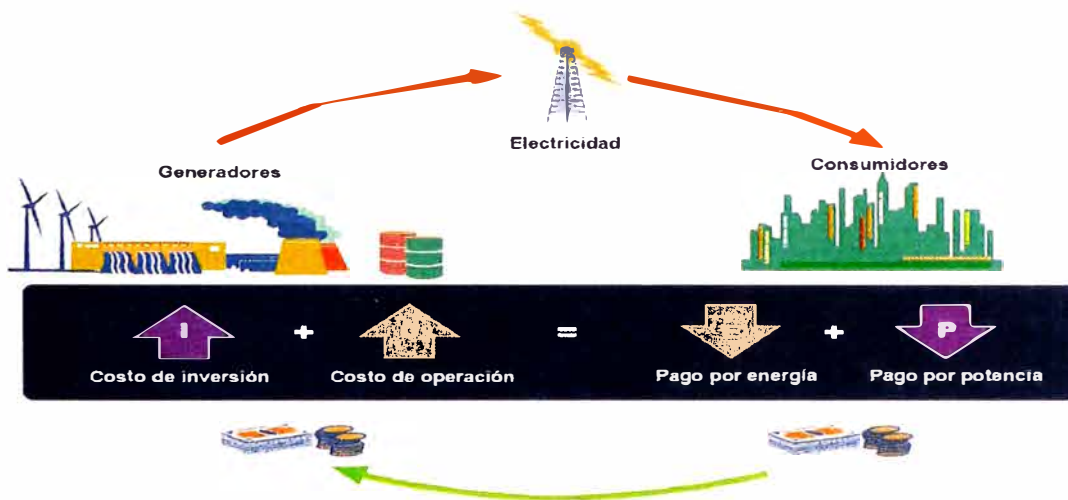 Electricidad
Generadores
Consumidores
I + = + P
Costo de inversión
Costo de operación
Pago por energía
Pago por potencia